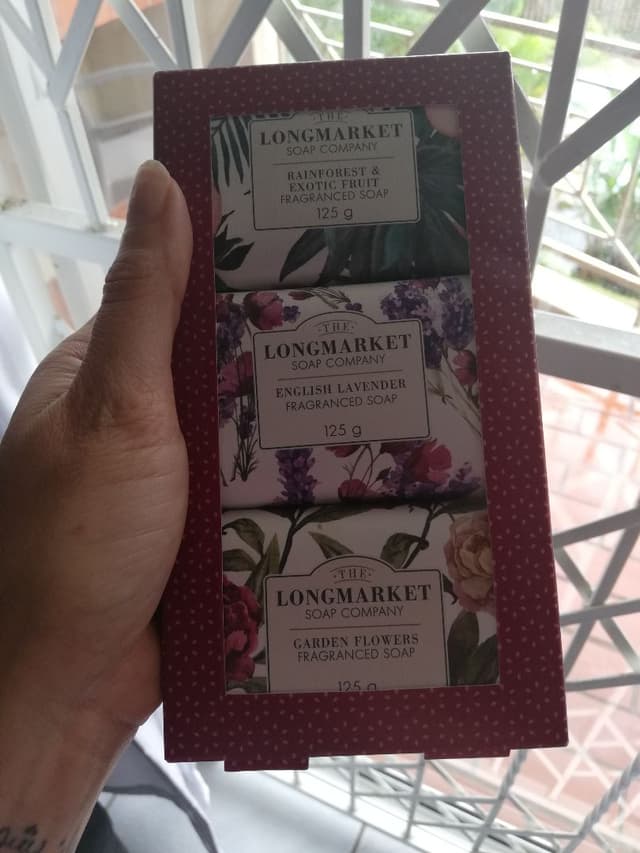 THE
LONGMARKET
SOAP COMPANY
RAINFOREST &
EXOTIC FRUIT
FRAGRANCED SOAP
125 g
THE
LONGMARKET
SOAP COMPANY
ENGLISH LAVENDER
FRAGRANCED SOAP
125 g
THE
LONGMARKET
SOAP COMPANY
GARDEN FLOWERS
FRAGRANCED SOAP
125 g